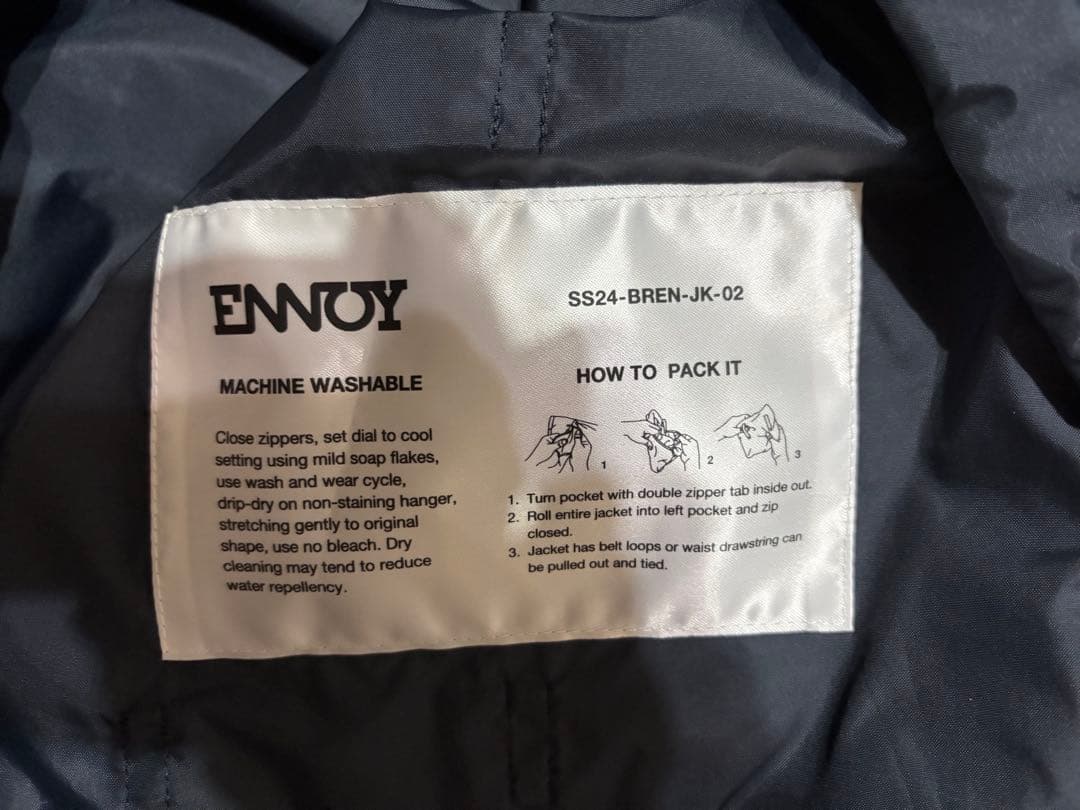 ENNOY
MACHINE WASHABLE
Close zippers, set dial to cool
setting using mild soap flakes,
use wash and wear cycle,
drip-dry on non-staining hanger,
stretching gently to original
shape, use no bleach. Dry
cleaning may tend to reduce
water repellency.
SS24-BREN-JK-02
HOW TO PACK IT
1 2 3
1. Turn pocket with double zipper tab inside out.
2. Roll entire jacket into left pocket and zip
closed.
3. Jacket has belt loops or waist drawstring can
be pulled out and tied.